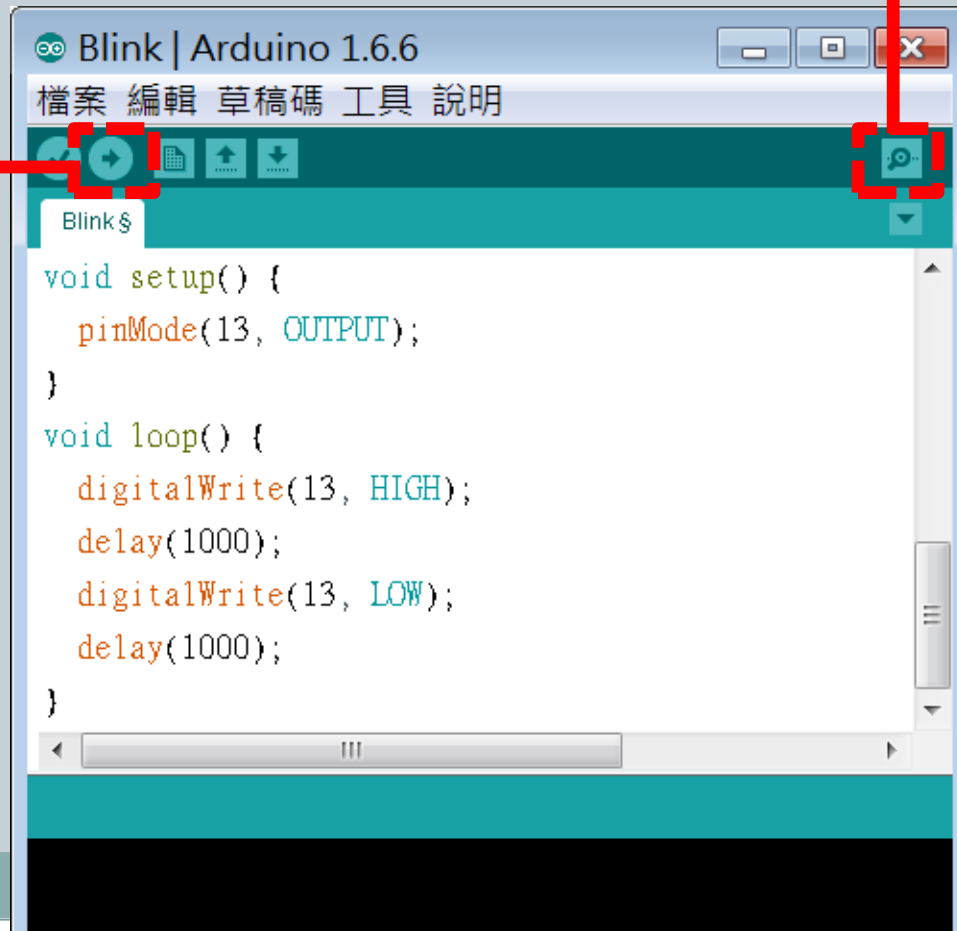 Blink | Arduino 1.6.6
檔案 編輯 草稿碼 工具 說明
Blink §
void setup() {
  pinMode(13, OUTPUT);
}
void loop() {
  digitalWrite(13, HIGH);
  delay(1000);
  digitalWrite(13, LOW);
  delay(1000);
}